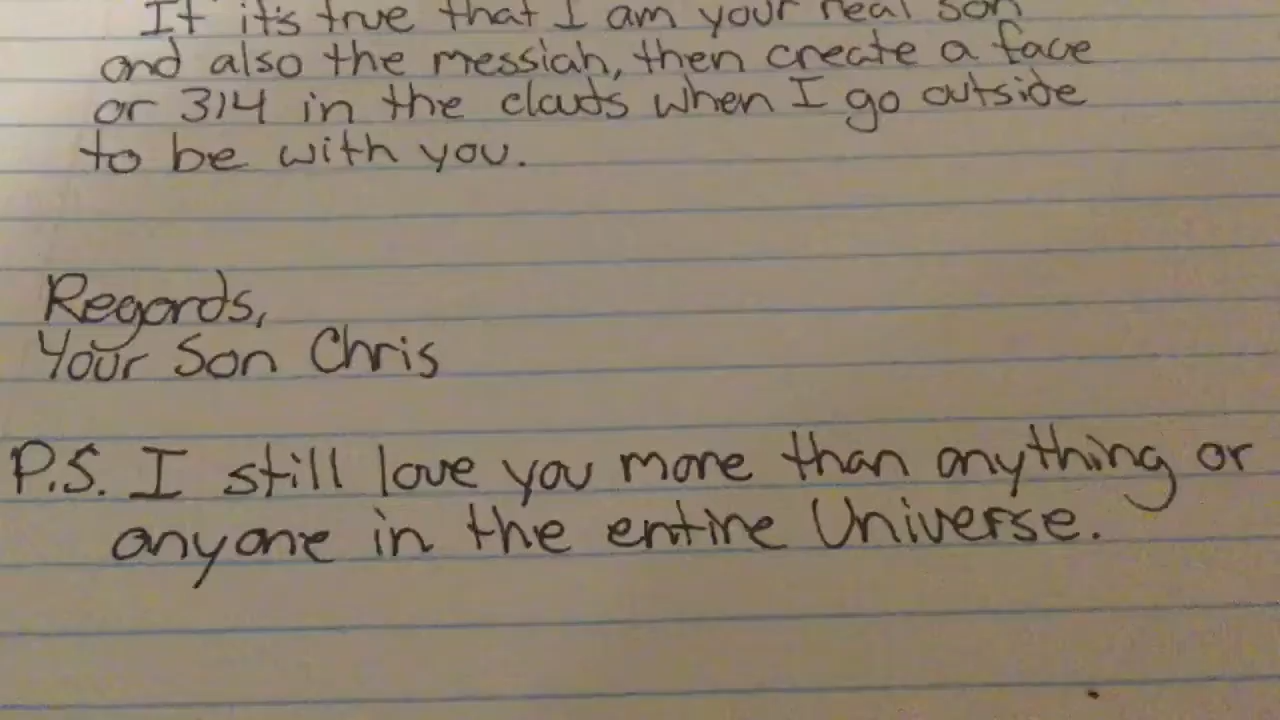 If it's true that I am your real son
and also the messiah, then create a face
or 314 in the clouds when I go outside
to be with you.
Regards,
Your Son Chris
P.S. I still love you more than anything or
anyone in the entire Universe.